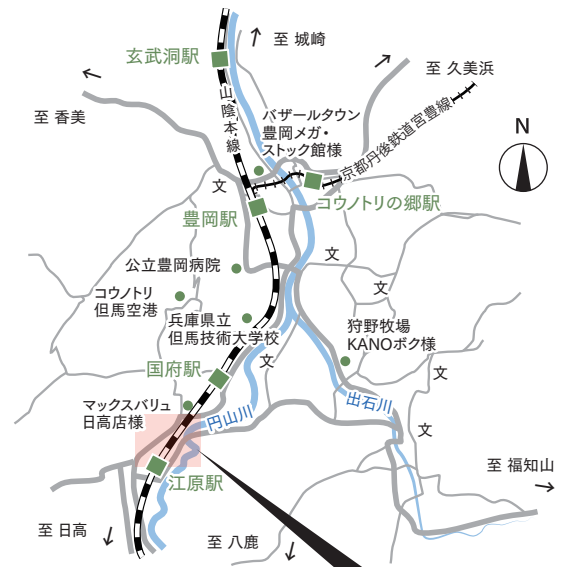 至 城崎
玄武洞駅
至 久美浜
至 香美
山陰本線
バザールタウン
豊岡メガ・
ストック館様
京都丹後鉄道宮豊線
N
文
コウノトリの郷駅
豊岡駅
文
公立豊岡病院
文
コウノトリ
但馬空港
兵庫県立
但馬技術大学校
狩野牧場
KANOボク様
文
国府駅
文
マックスバリュ
日高店様
円山川
出石川
文
至 福知山
江原駅
至 日高
至 八鹿